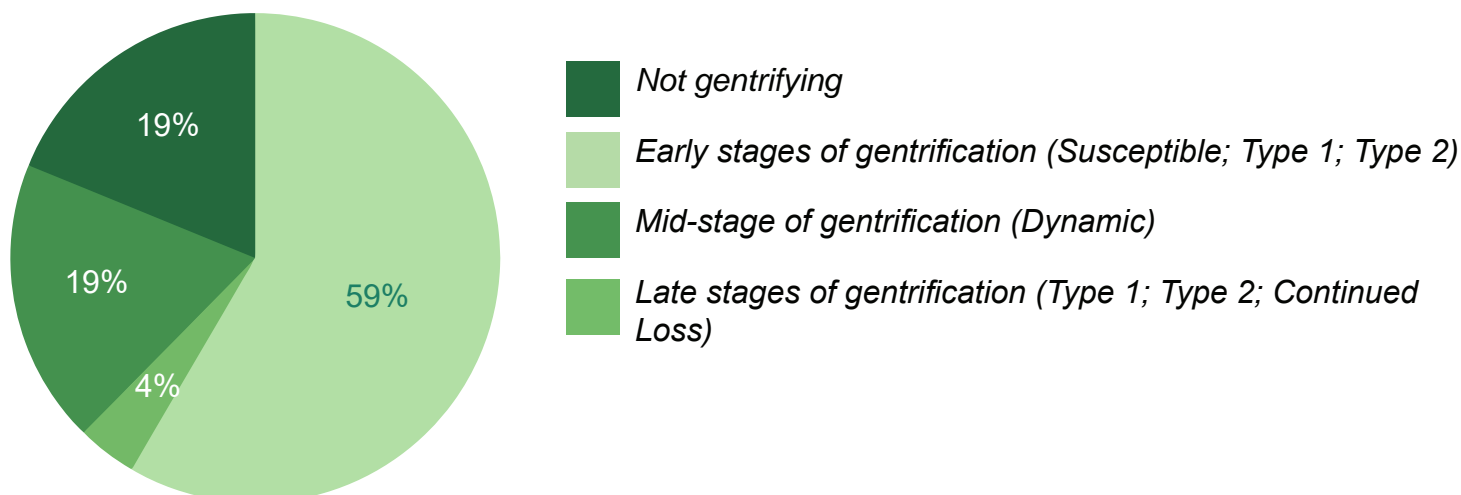 19%
19%
4%
59%
Not gentrifying
Early stages of gentrification (Susceptible; Type 1; Type 2)
Mid-stage of gentrification (Dynamic)
Late stages of gentrification (Type 1; Type 2; Continued
Loss)